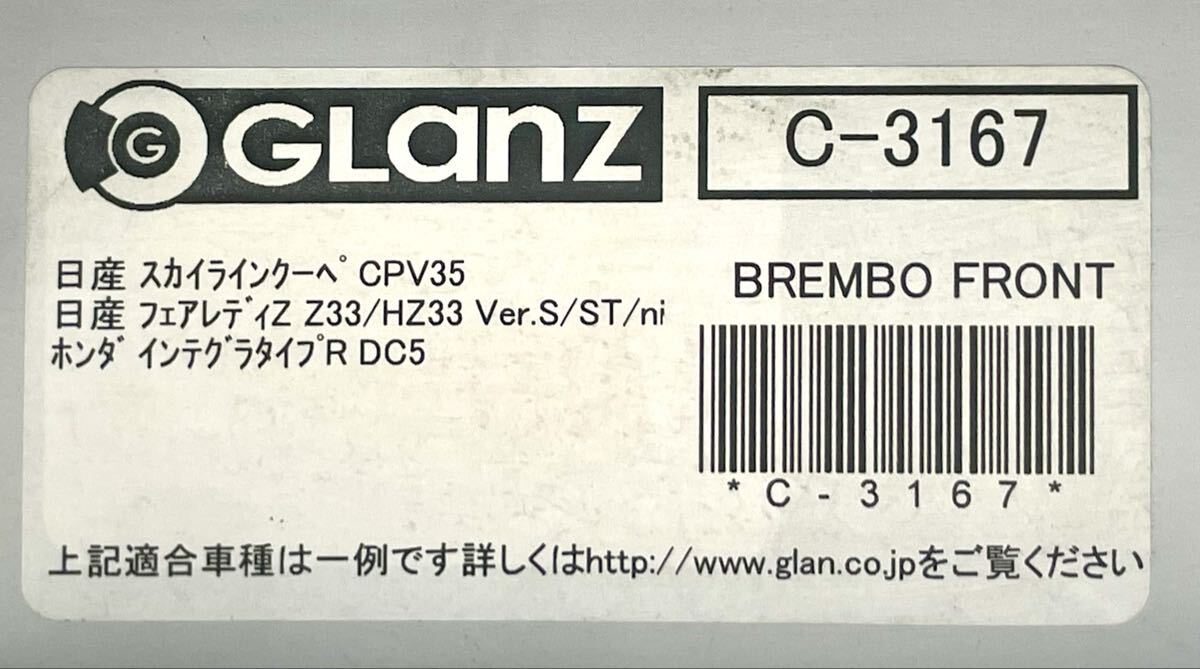 G GLanz
C-3167
日産 ｽｶｲﾗｲﾝｸｰﾍﾟ CPV35
日産 ﾌｪｱﾚﾃﾞｨZ Z33/HZ33 Ver.S/ST/ni
ﾎﾝﾀﾞ ｲﾝﾃｸﾞﾗﾀｲﾌﾟR DC5
BREMBO FRONT
*C-3167*
上記適合車種は一例です詳しくはhttp://www.glan.co.jpをご覧ください